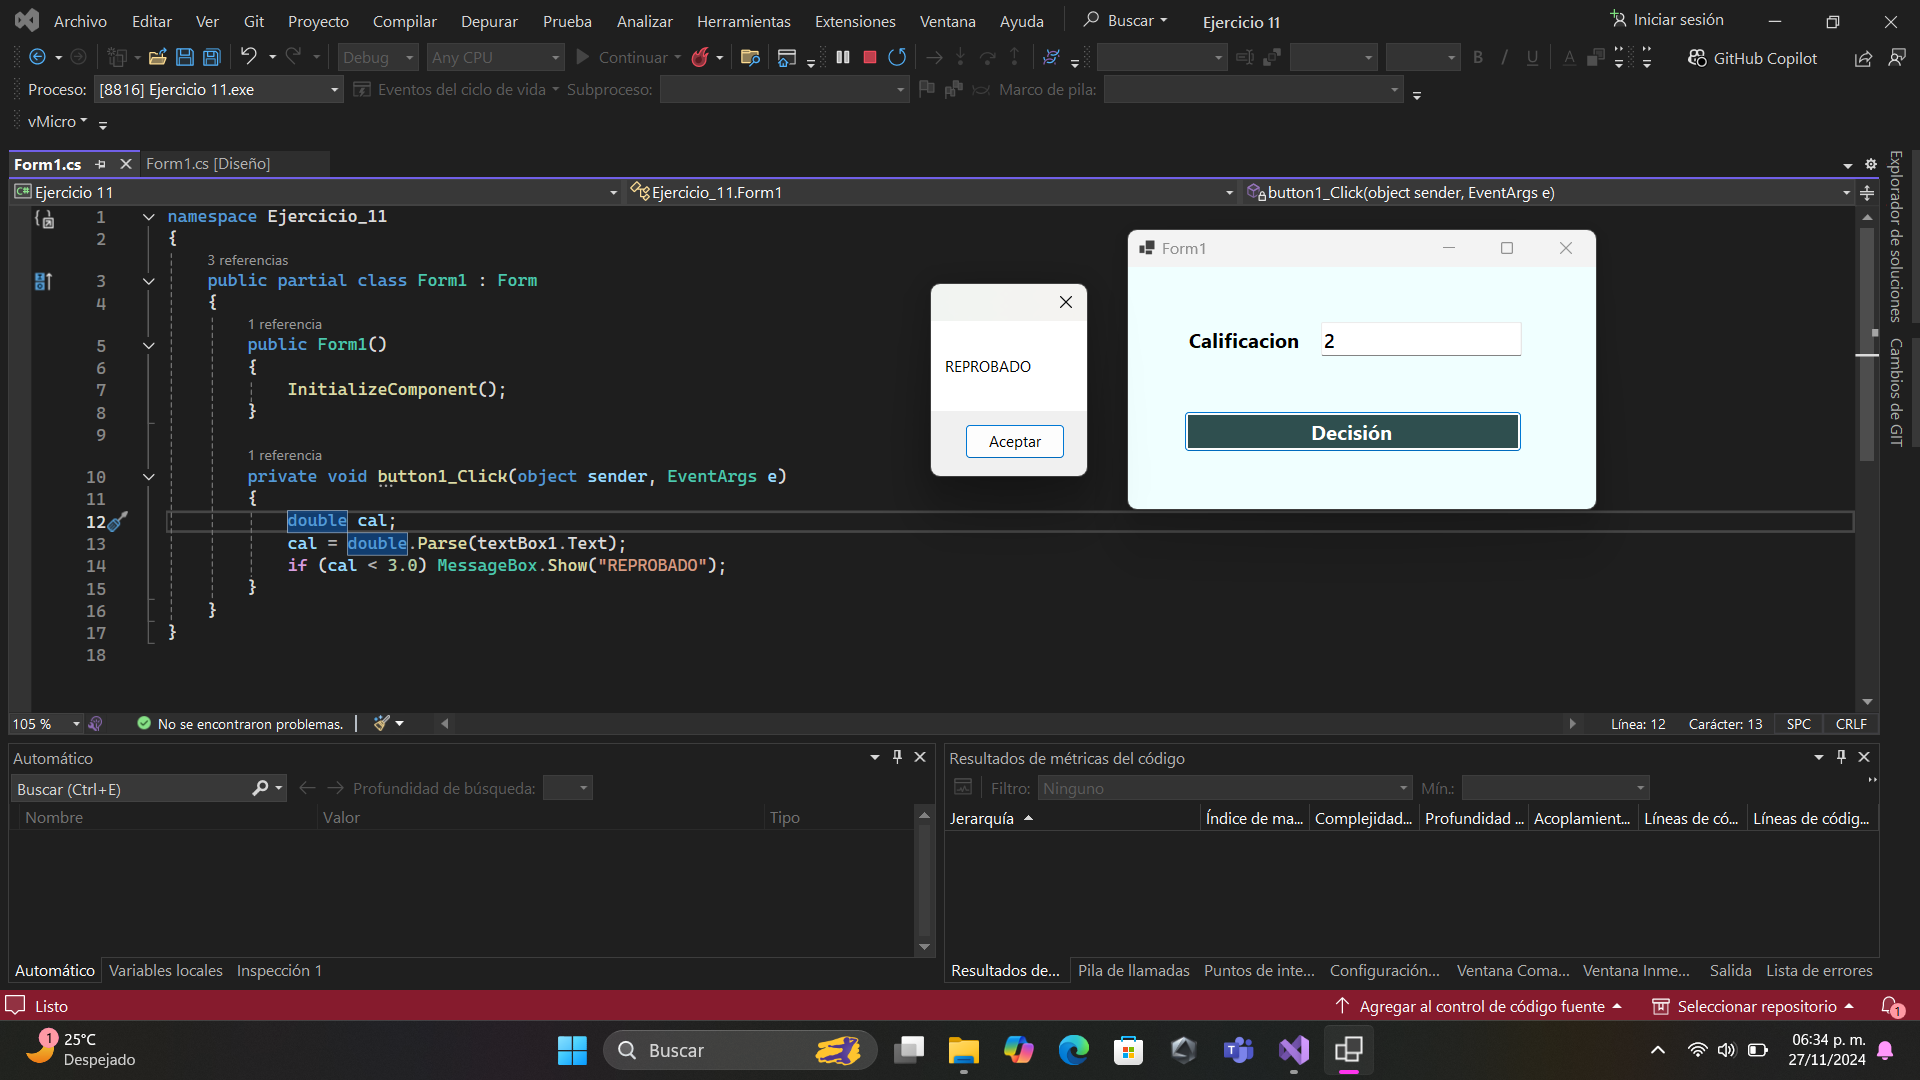 Archivo Editar Ver Git Proyecto Compilar Depurar Prueba Analizar Herramientas Extensiones Ventana Ayuda Buscar Ejercicio 11 Iniciar sesión
Debug Any CPU Continuar B I U A GitHub Copilot
Proceso: [8816] Ejercicio 11.exe Eventos del ciclo de vida Subproceso: Marco de pila:
vMicro
Form1.cs Form1.cs [Diseño]
C# Ejercicio 11 Ejercicio_11.Form1 button1_Click(object sender, EventArgs e)
1 namespace Ejercicio_11
2 {
3 referencias
3 public partial class Form1 : Form
4 {
1 referencia
5 public Form1()
6 {
7 InitializeComponent();
8 }
9
1 referencia
10 private void button1_Click(object sender, EventArgs e)
11 {
12 double cal;
13 cal = double.Parse(textBox1.Text);
14 if (cal < 3.0) MessageBox.Show("REPROBADO");
15 }
16 }
17 }
18
REPROBADO
Aceptar
Form1
Calificacion 2
Decisión
Explorador de soluciones
Cambios de GIT
105 % No se encontraron problemas. Línea: 12 Carácter: 13 SPC CRLF
Automático
Buscar (Ctrl+E) Profundidad de búsqueda:
Nombre Valor Tipo
Automático Variables locales Inspección 1
Resultados de métricas del código
Filtro: Ninguno Mín.:
Jerarquía Índice de ma... Complejidad... Profundidad ... Acoplamient... Líneas de có... Líneas de códig...
Resultados de... Pila de llamadas Puntos de inte... Configuración... Ventana Coma... Ventana Inme... Salida Lista de errores
Listo Agregar al control de código fuente Seleccionar repositorio 1
1 25°C
Despejado
Buscar
06:34 p. m.
27/11/2024